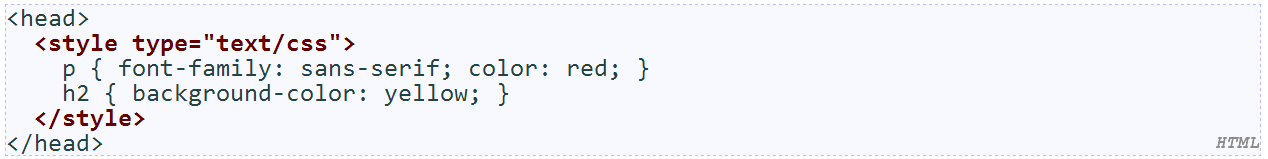 <head>
  <style type="text/css">
    p { font-family: sans-serif; color: red; }
    h2 { background-color: yellow; }
  </style>
</head>
HTML